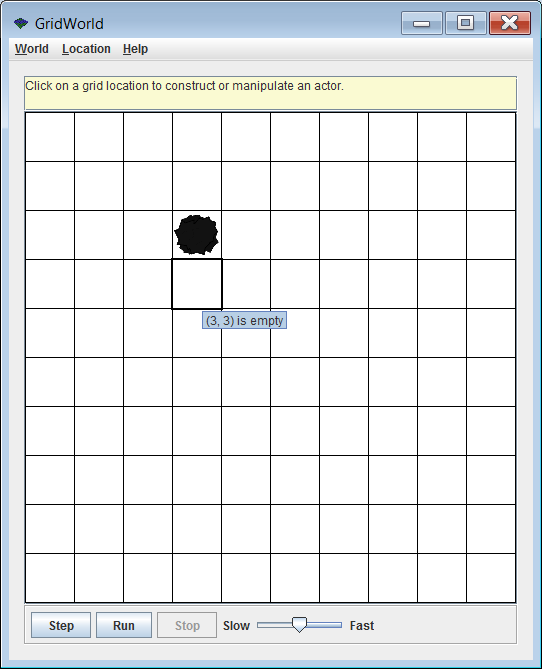 GridWorld
World Location Help
Click on a grid location to construct or manipulate an actor.
(3, 3) is empty
Step Run Stop Slow Fast